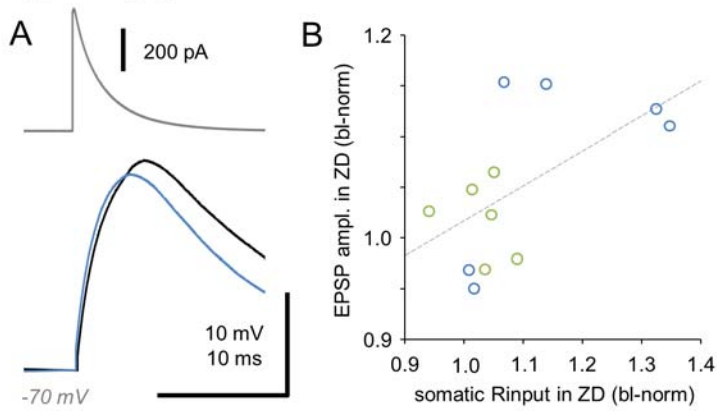 A
200 pA
10 mV
10 ms
-70 mV
B
EPSP ampl. in ZD (bl-norm)
1.2
1.0
0.9
0.9 1.0 1.1 1.2 1.3 1.4
somatic Rinput in ZD (bl-norm)